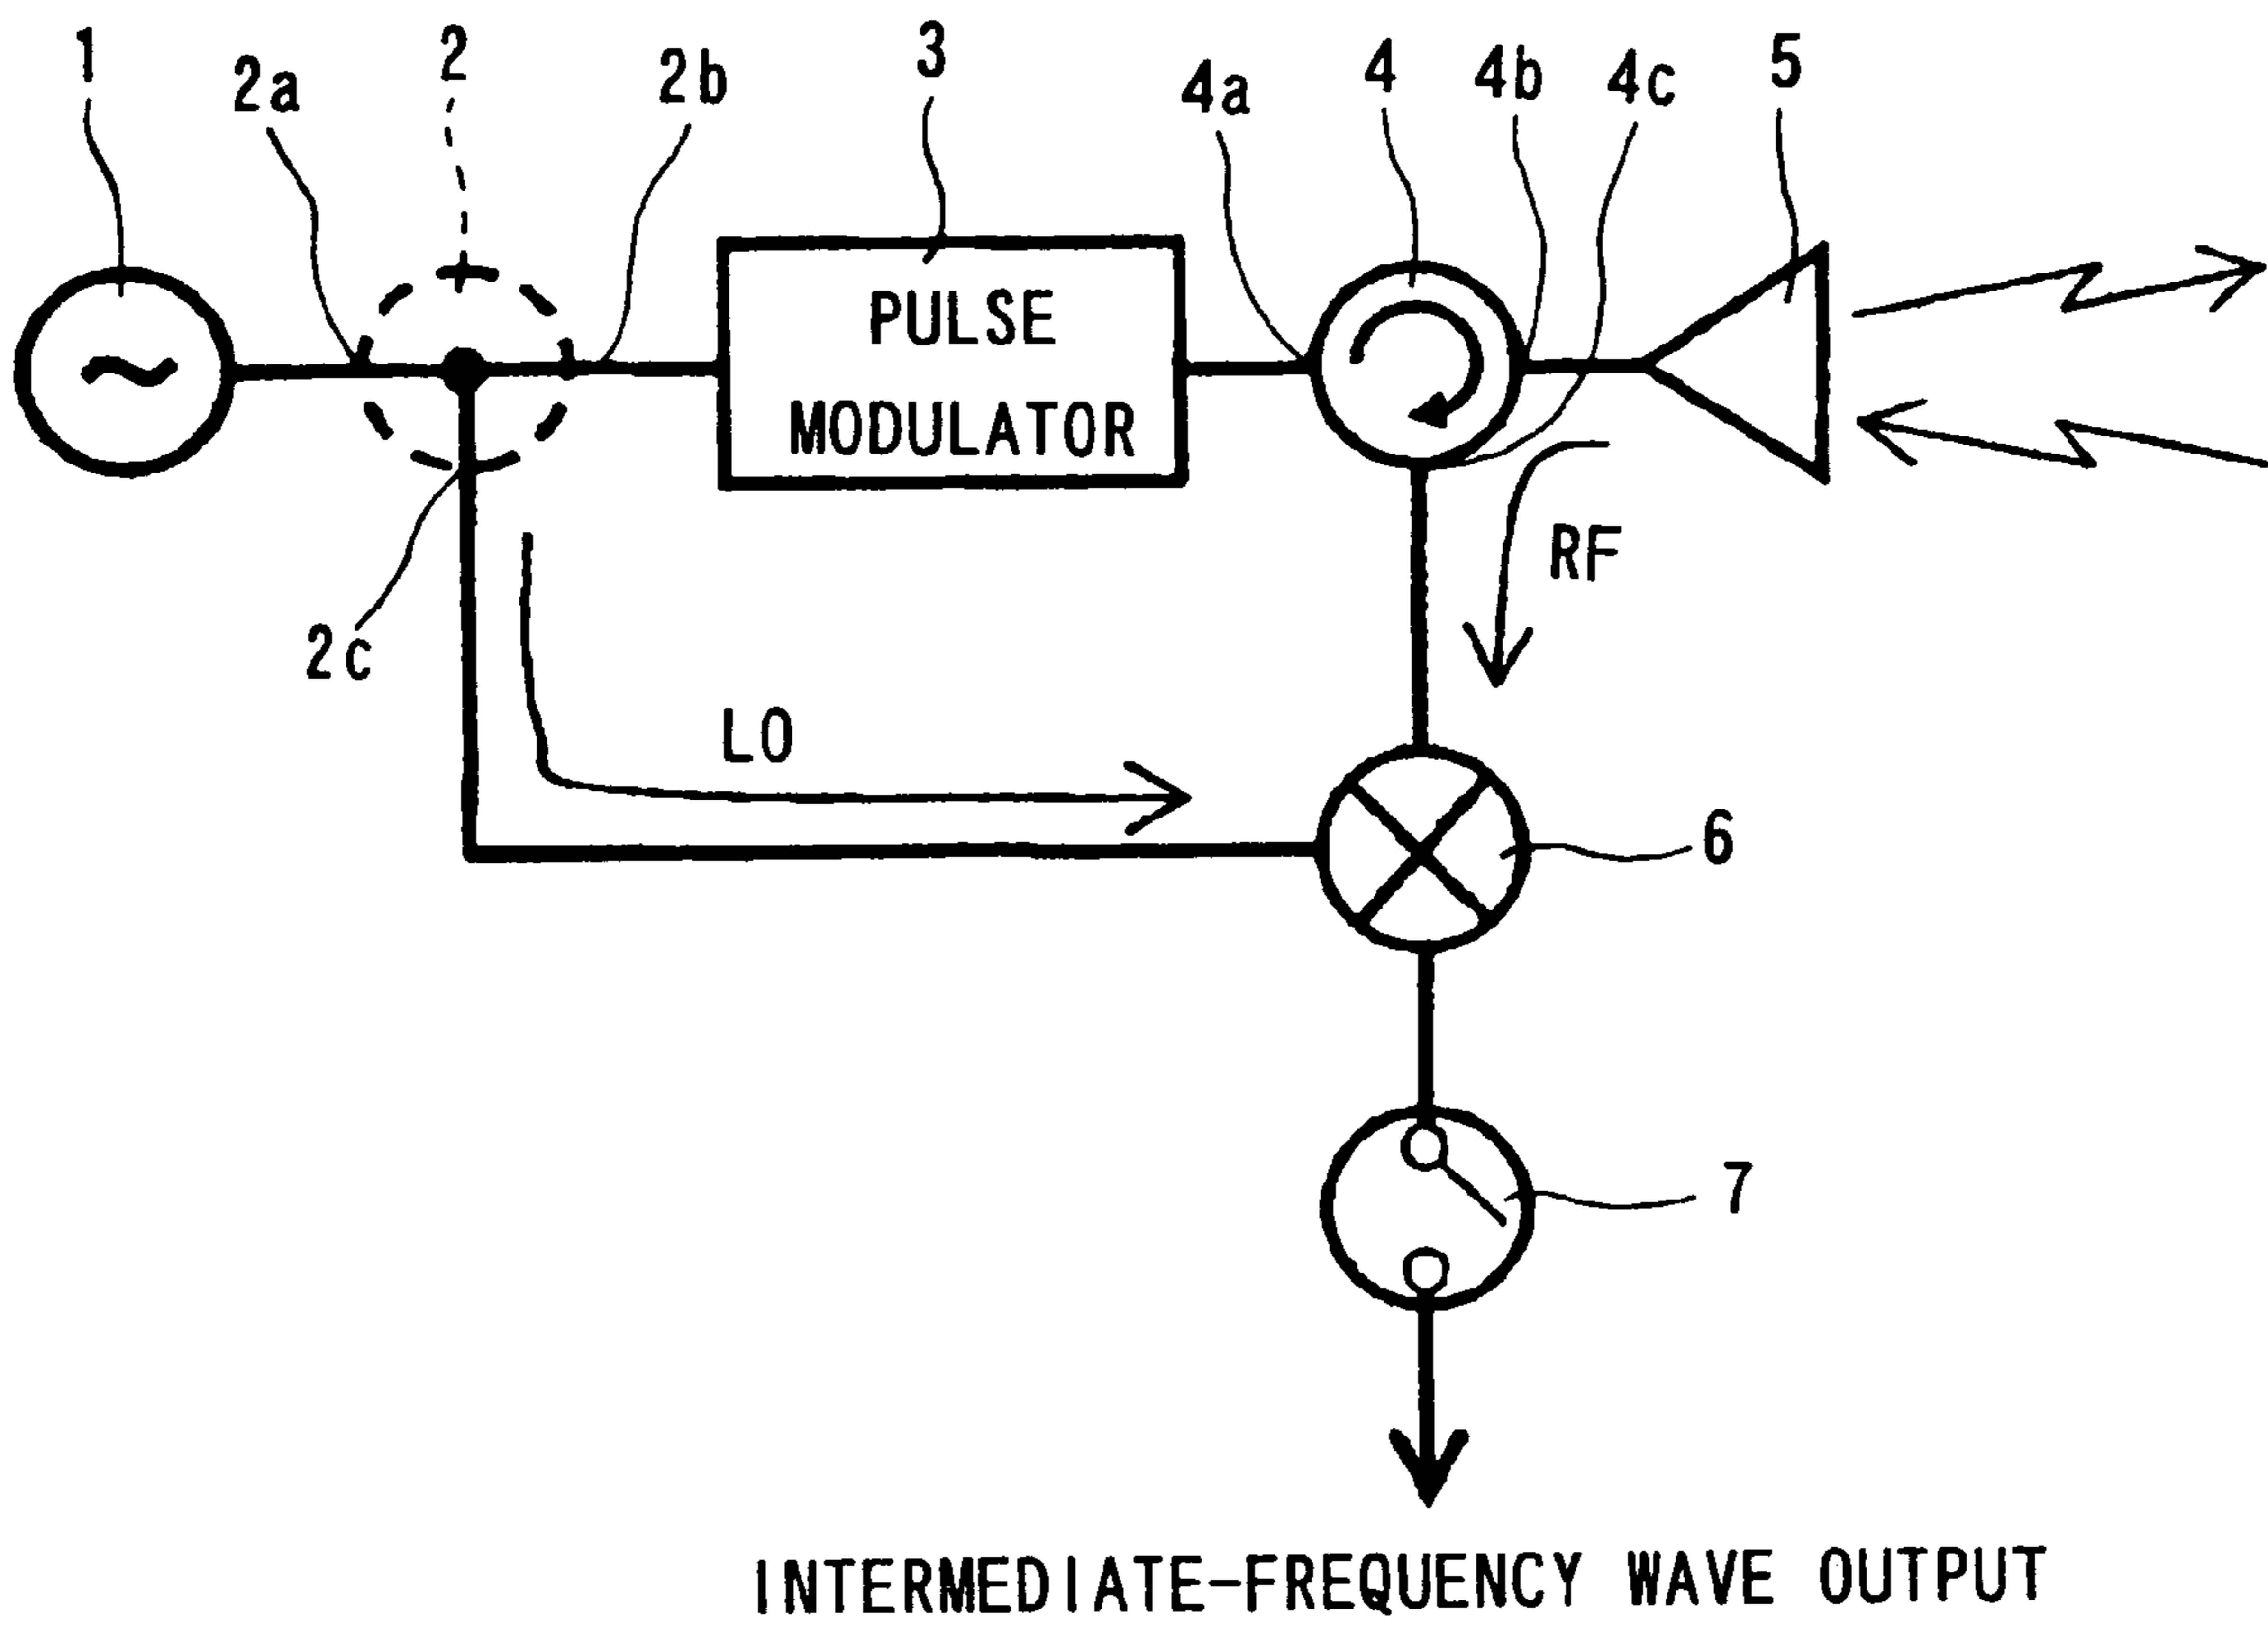 1
2a
2
2b
3
4a
4
4b
4c
5
PULSE
MODULATOR
RF
2c
LO
6
7
INTERMEDIATE-FREQUENCY WAVE OUTPUT